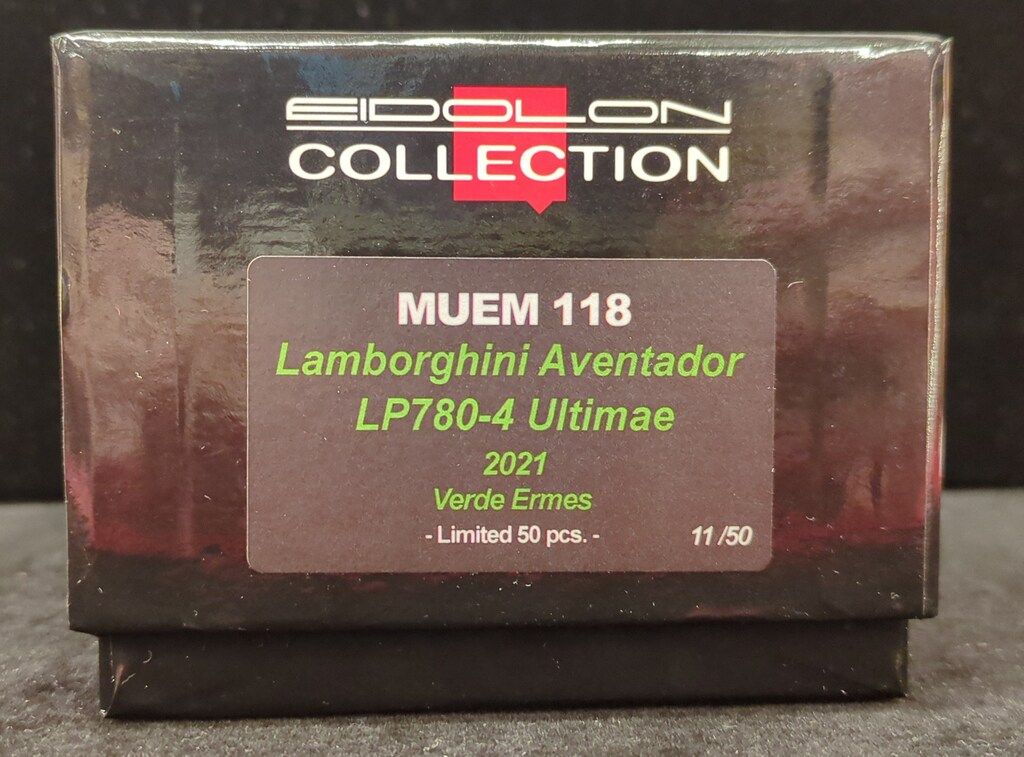 EIDOLON
COLLECTION
MUEM 118
Lamborghini Aventador
LP780-4 Ultimae
2021
Verde Ermes
- Limited 50 pcs. -
11/50